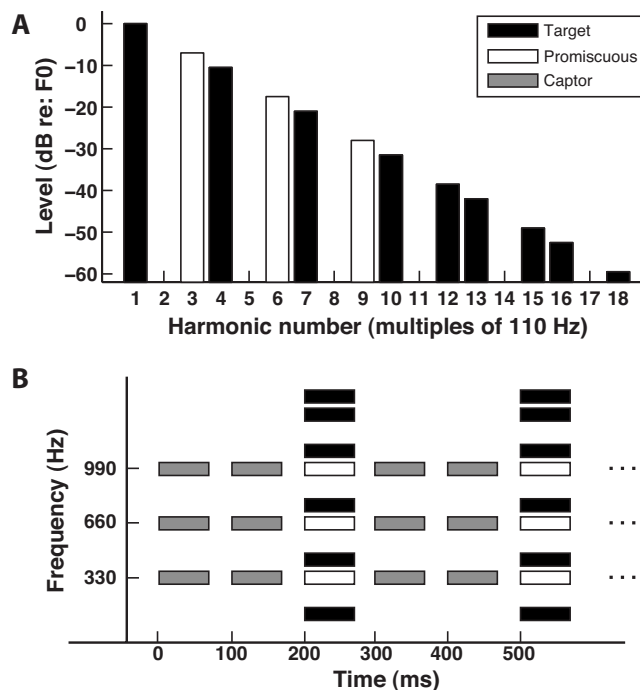 A
Level (dB re: F0)
0
−10
−20
−30
−40
−50
−60
Target
Promiscuous
Captor
1 2 3 4 5 6 7 8 9 10 11 12 13 14 15 16 17 18
Harmonic number (multiples of 110 Hz)
B
Frequency (Hz)
990
660
330
...
...
...
0 100 200 300 400 500
Time (ms)